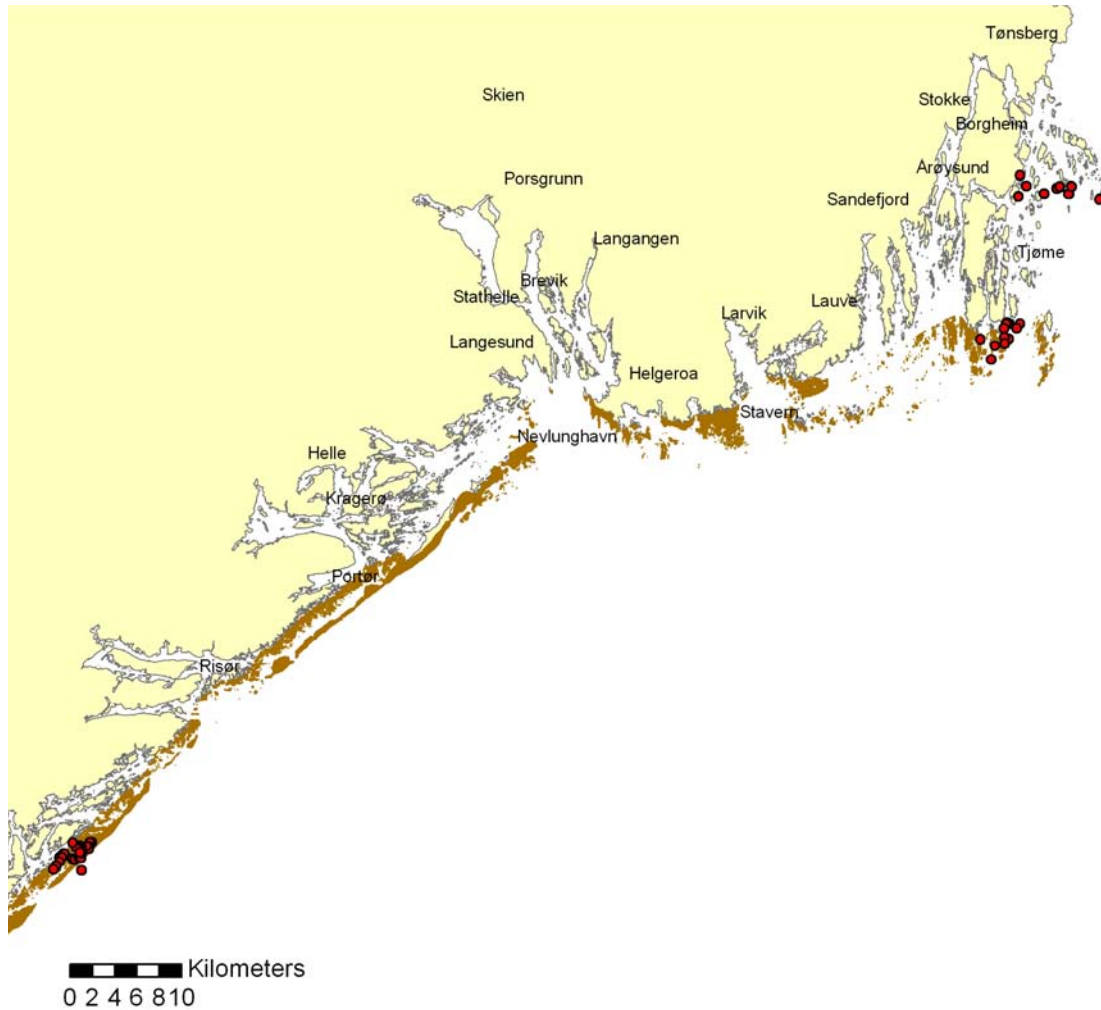 Tønsberg
Skien
Stokke
Borgheim
Årøysund
Porsgrunn
Sandefjord
Langangen
Tjøme
Brevik
Stathelle
Lauve
Larvik
Langesund
Helgeroa
Stavern
Nevlunghavn
Helle
Kragerø
Portør
Risør
Kilometers
0 2 4 6 8 10